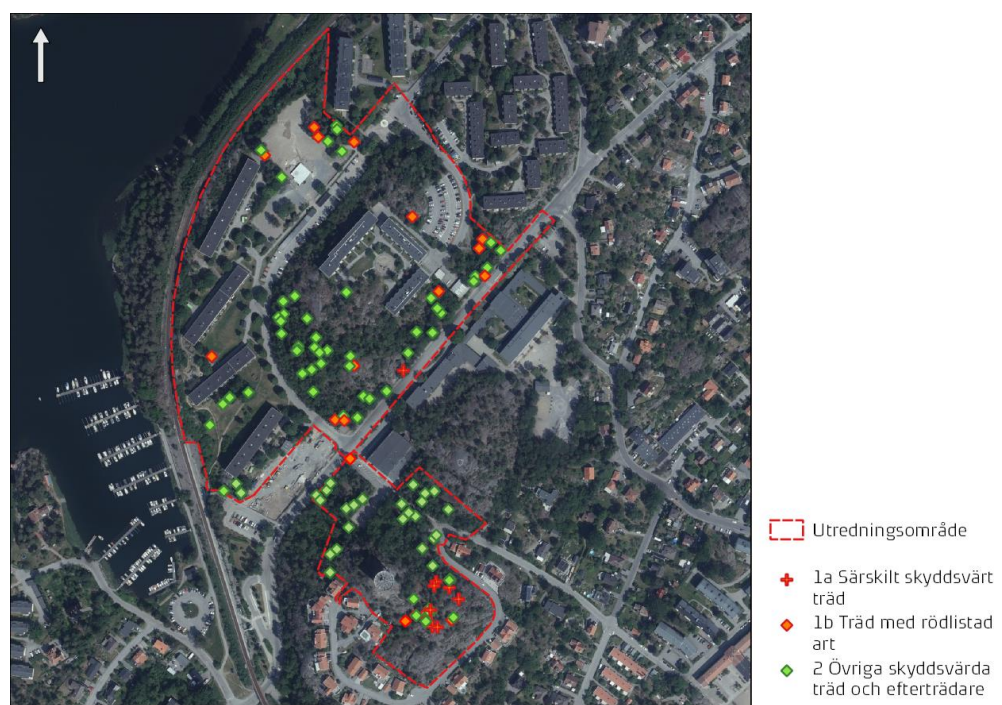 Utredningsområde
1a Särskilt skyddsvärt
träd
1b Träd med rödlistad
art
2 Övriga skyddsvärda
träd och efterträdare